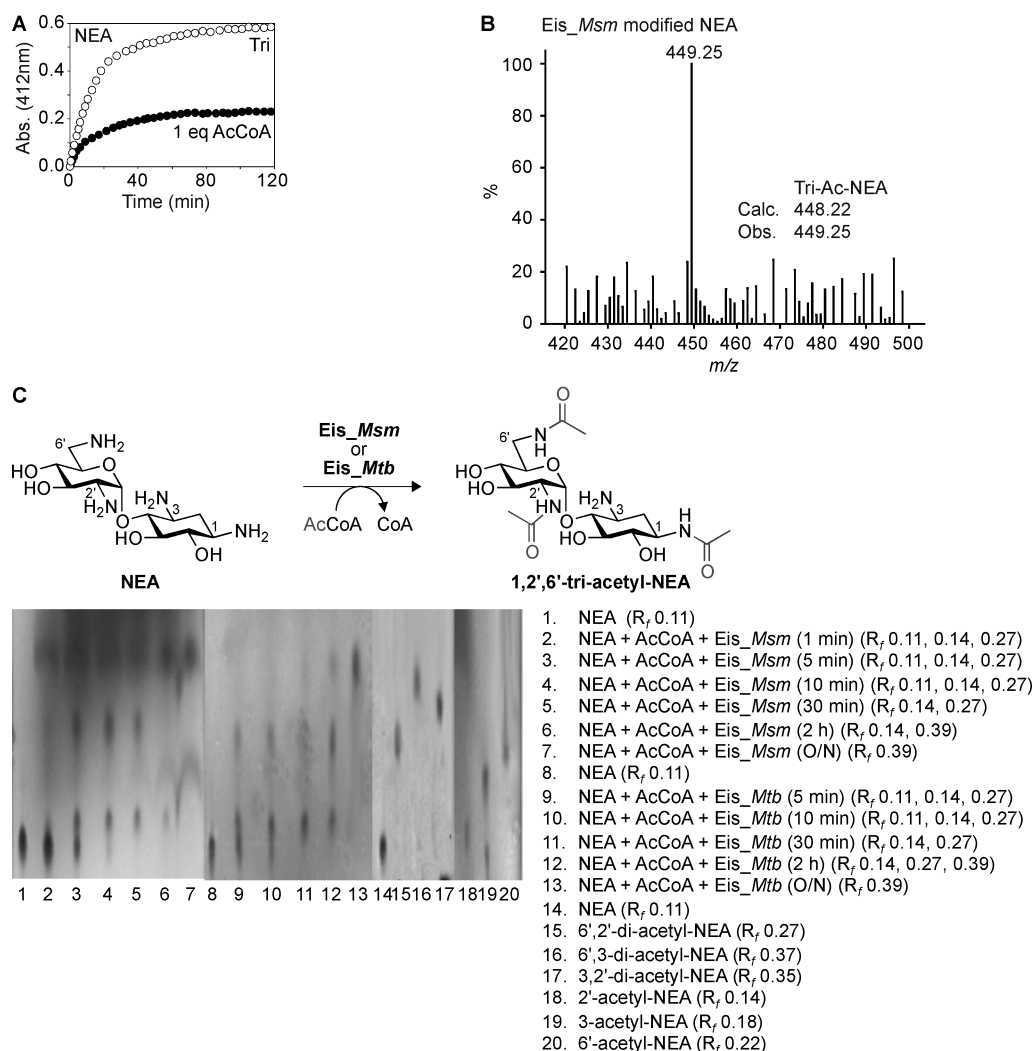 A
NEA
Tri
1 eq AcCoA
Abs. (412nm)
0.6
0.2
0.0
0 40 80 120
Time (min)
B
Eis_Msm modified NEA
449.25
Tri-Ac-NEA
Calc. 448.22
Obs. 449.25
%
100
80
60
40
20
0
420 430 440 450 460 470 480 490 500
m/z
C
6'
NH2
HO
HO
O
2'
H2N
O
H2N
3
1
NH2
HO
OH
NEA
Eis_Msm
or
Eis_Mtb
AcCoA CoA
O
6'
N
H
HO
HO
O
2'
NH
O
O
H2N
3
1
N
H
HO
OH
O
1,2',6'-tri-acetyl-NEA
1 2 3 4 5 6 7 8 9 10 11 12 13 14 15 16 17 18 19 20
1. NEA (Rf 0.11)
2. NEA + AcCoA + Eis_Msm (1 min) (Rf 0.11, 0.14, 0.27)
3. NEA + AcCoA + Eis_Msm (5 min) (Rf 0.11, 0.14, 0.27)
4. NEA + AcCoA + Eis_Msm (10 min) (Rf 0.11, 0.14, 0.27)
5. NEA + AcCoA + Eis_Msm (30 min) (Rf 0.14, 0.27)
6. NEA + AcCoA + Eis_Msm (2 h) (Rf 0.14, 0.39)
7. NEA + AcCoA + Eis_Msm (O/N) (Rf 0.39)
8. NEA (Rf 0.11)
9. NEA + AcCoA + Eis_Mtb (5 min) (Rf 0.11, 0.14, 0.27)
10. NEA + AcCoA + Eis_Mtb (10 min) (Rf 0.11, 0.14, 0.27)
11. NEA + AcCoA + Eis_Mtb (30 min) (Rf 0.14, 0.27)
12. NEA + AcCoA + Eis_Mtb (2 h) (Rf 0.14, 0.27, 0.39)
13. NEA + AcCoA + Eis_Mtb (O/N) (Rf 0.39)
14. NEA (Rf 0.11)
15. 6',2'-di-acetyl-NEA (Rf 0.27)
16. 6',3-di-acetyl-NEA (Rf 0.37)
17. 3,2'-di-acetyl-NEA (Rf 0.35)
18. 2'-acetyl-NEA (Rf 0.14)
19. 3-acetyl-NEA (Rf 0.18)
20. 6'-acetyl-NEA (Rf 0.22)